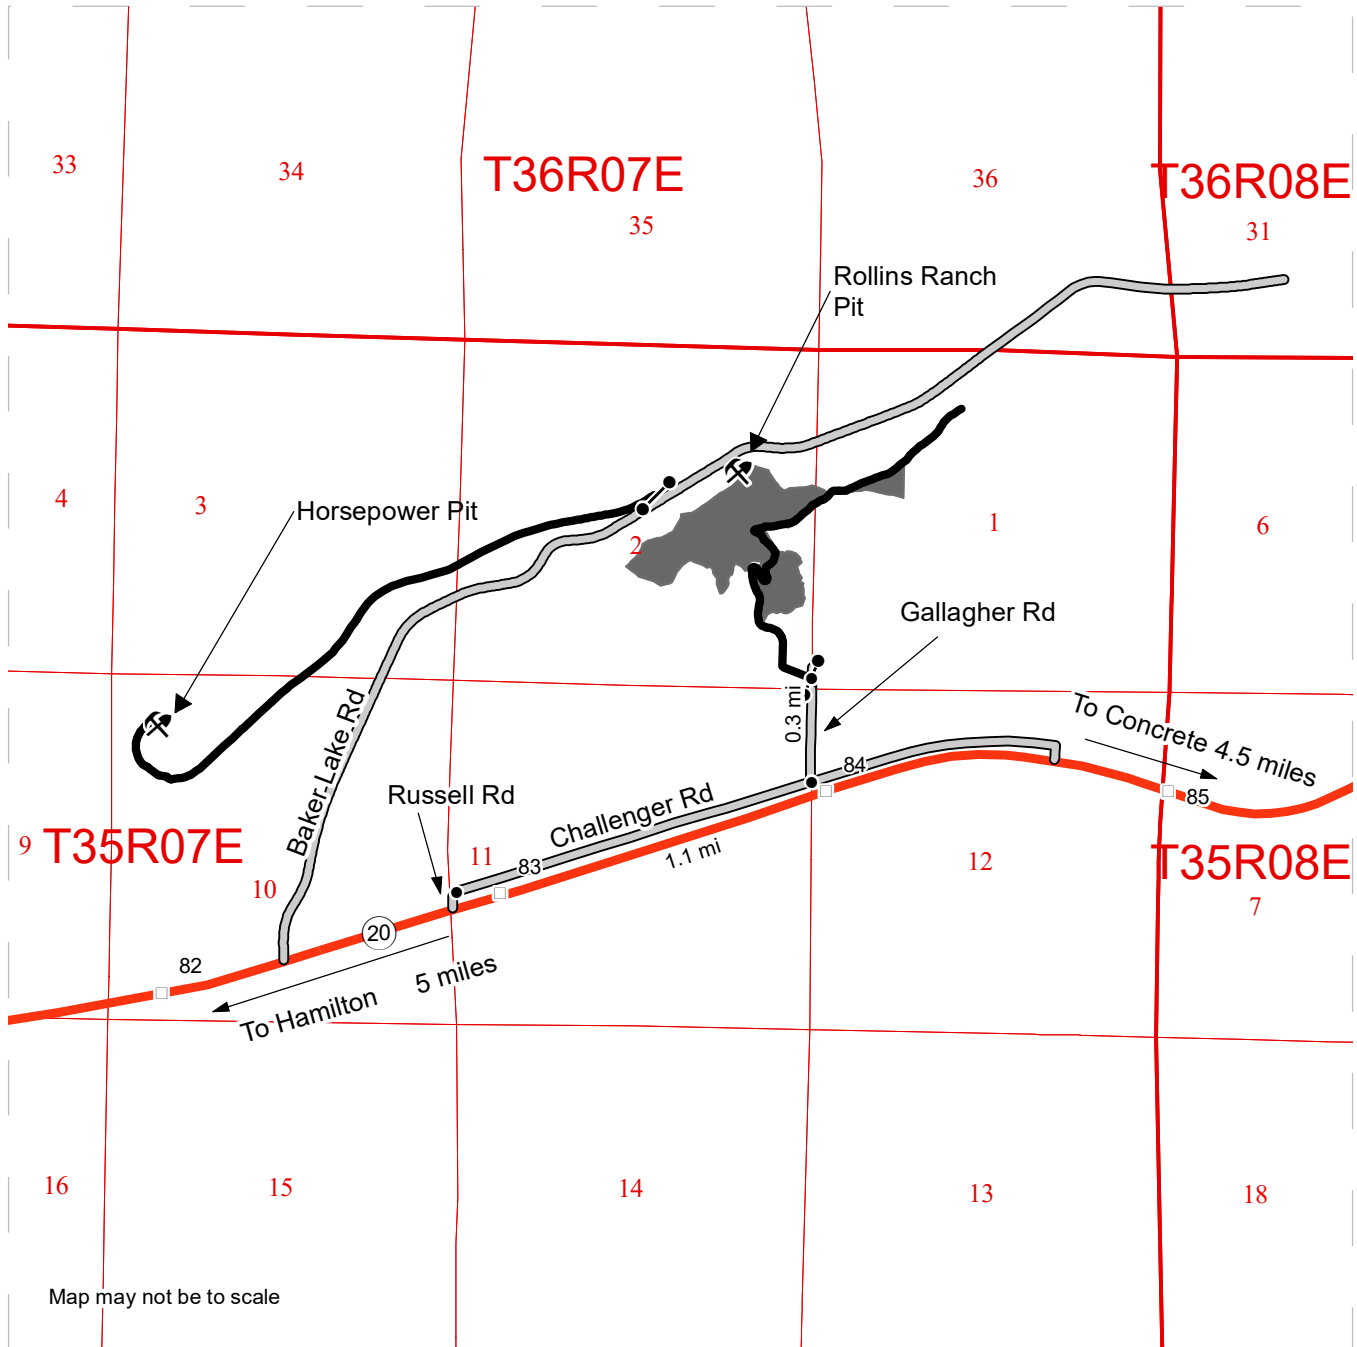 33
34
T36R07E
36
T36R08E
35
31
Rollins Ranch
Pit
4
3
Horsepower Pit
2
1
6
Gallagher Rd
0.3 mi
Baker Lake Rd
To Concrete 4.5 miles
Russell Rd
Challenger Rd
84
85
9
T35R07E
11
83
1.1 mi
12
T35R08E
10
7
20
82
5 miles
To Hamilton
16
15
14
13
18
Map may not be to scale